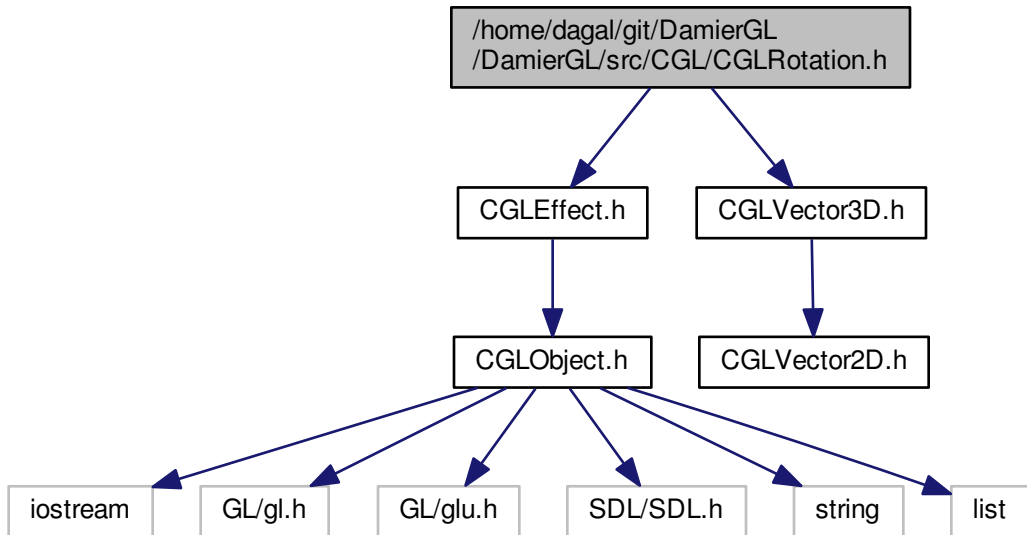 /home/dagal/git/DamierGL
/DamierGL/src/CGL/CGLRotation.h
CGLEffect.h
CGLVector3D.h
CGLObject.h
CGLVector2D.h
iostream
GL/gl.h
GL/glu.h
SDL/SDL.h
string
list